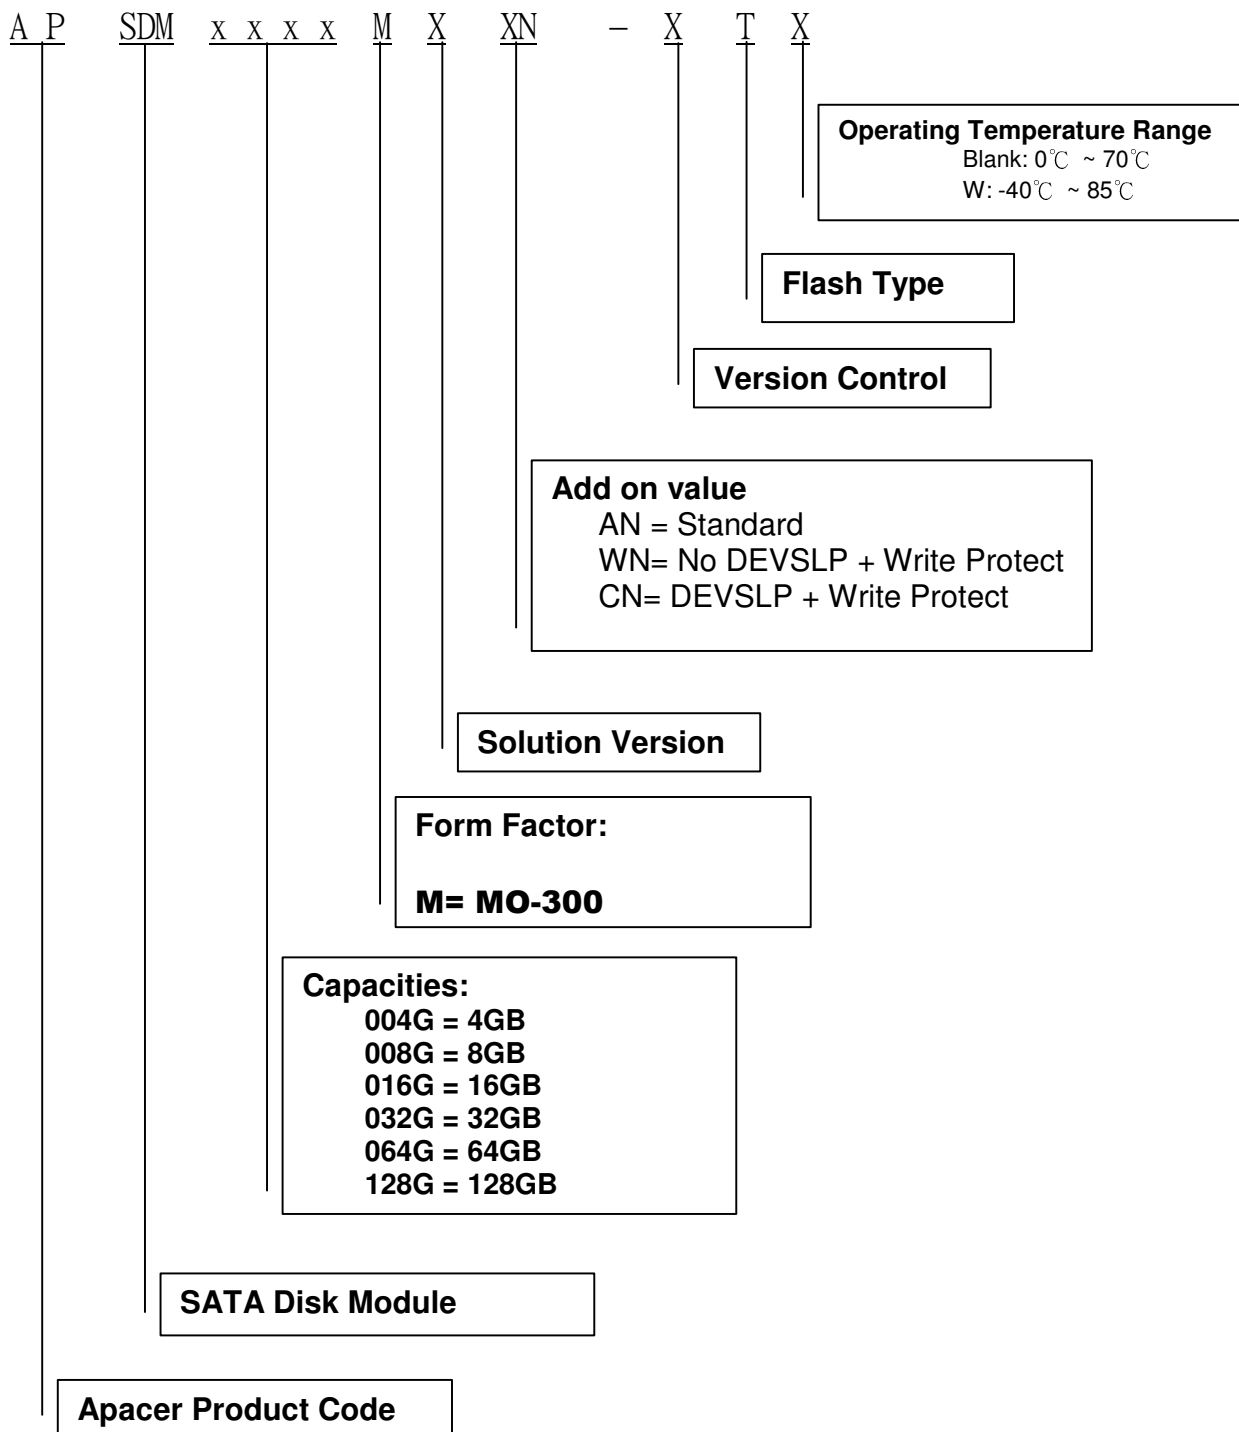 A P SDM x x x x M X XN - X T X
Operating Temperature Range
Blank: 0℃ ~ 70℃
W: -40℃ ~ 85℃
Flash Type
Version Control
Add on value
AN = Standard
WN= No DEVSLP + Write Protect
CN= DEVSLP + Write Protect
Solution Version
Form Factor:
M= MO-300
Capacities:
004G = 4GB
008G = 8GB
016G = 16GB
032G = 32GB
064G = 64GB
128G = 128GB
SATA Disk Module
Apacer Product Code